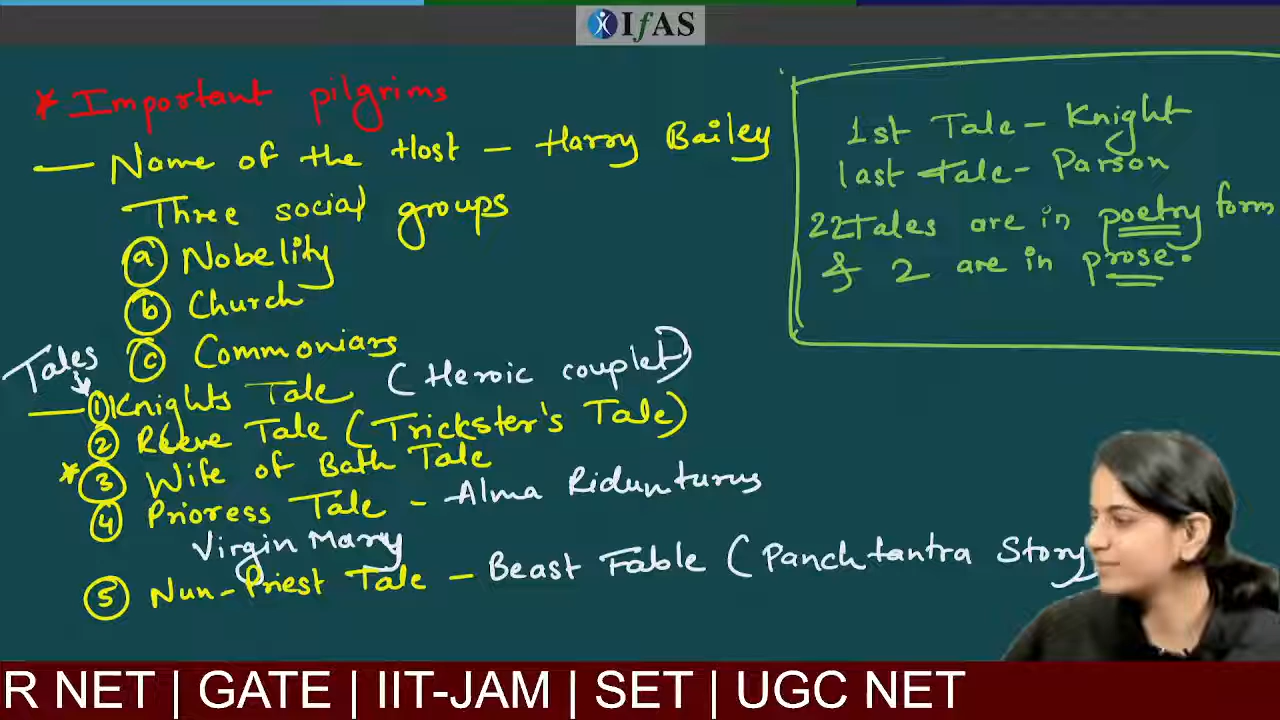 IfAS
* Important pilgrims
— Name of the Host - Harry Bailey
Three social groups
a Nobelity
b Church
c Commonians
Tales
— 1 Knights Tale (Heroic couplet)
2 Reeve Tale (Trickster's Tale)
* 3 Wife of Bath Tale
4 Prioress Tale - Alma Ridunturus
Virgin Mary
5 Nun-Priest Tale - Beast Fable (Panchtantra Story)
1st Tale - Knight
last Tale - Parson
22 Tales are in poetry form
& 2 are in prose.
R NET | GATE | IIT-JAM | SET | UGC NET